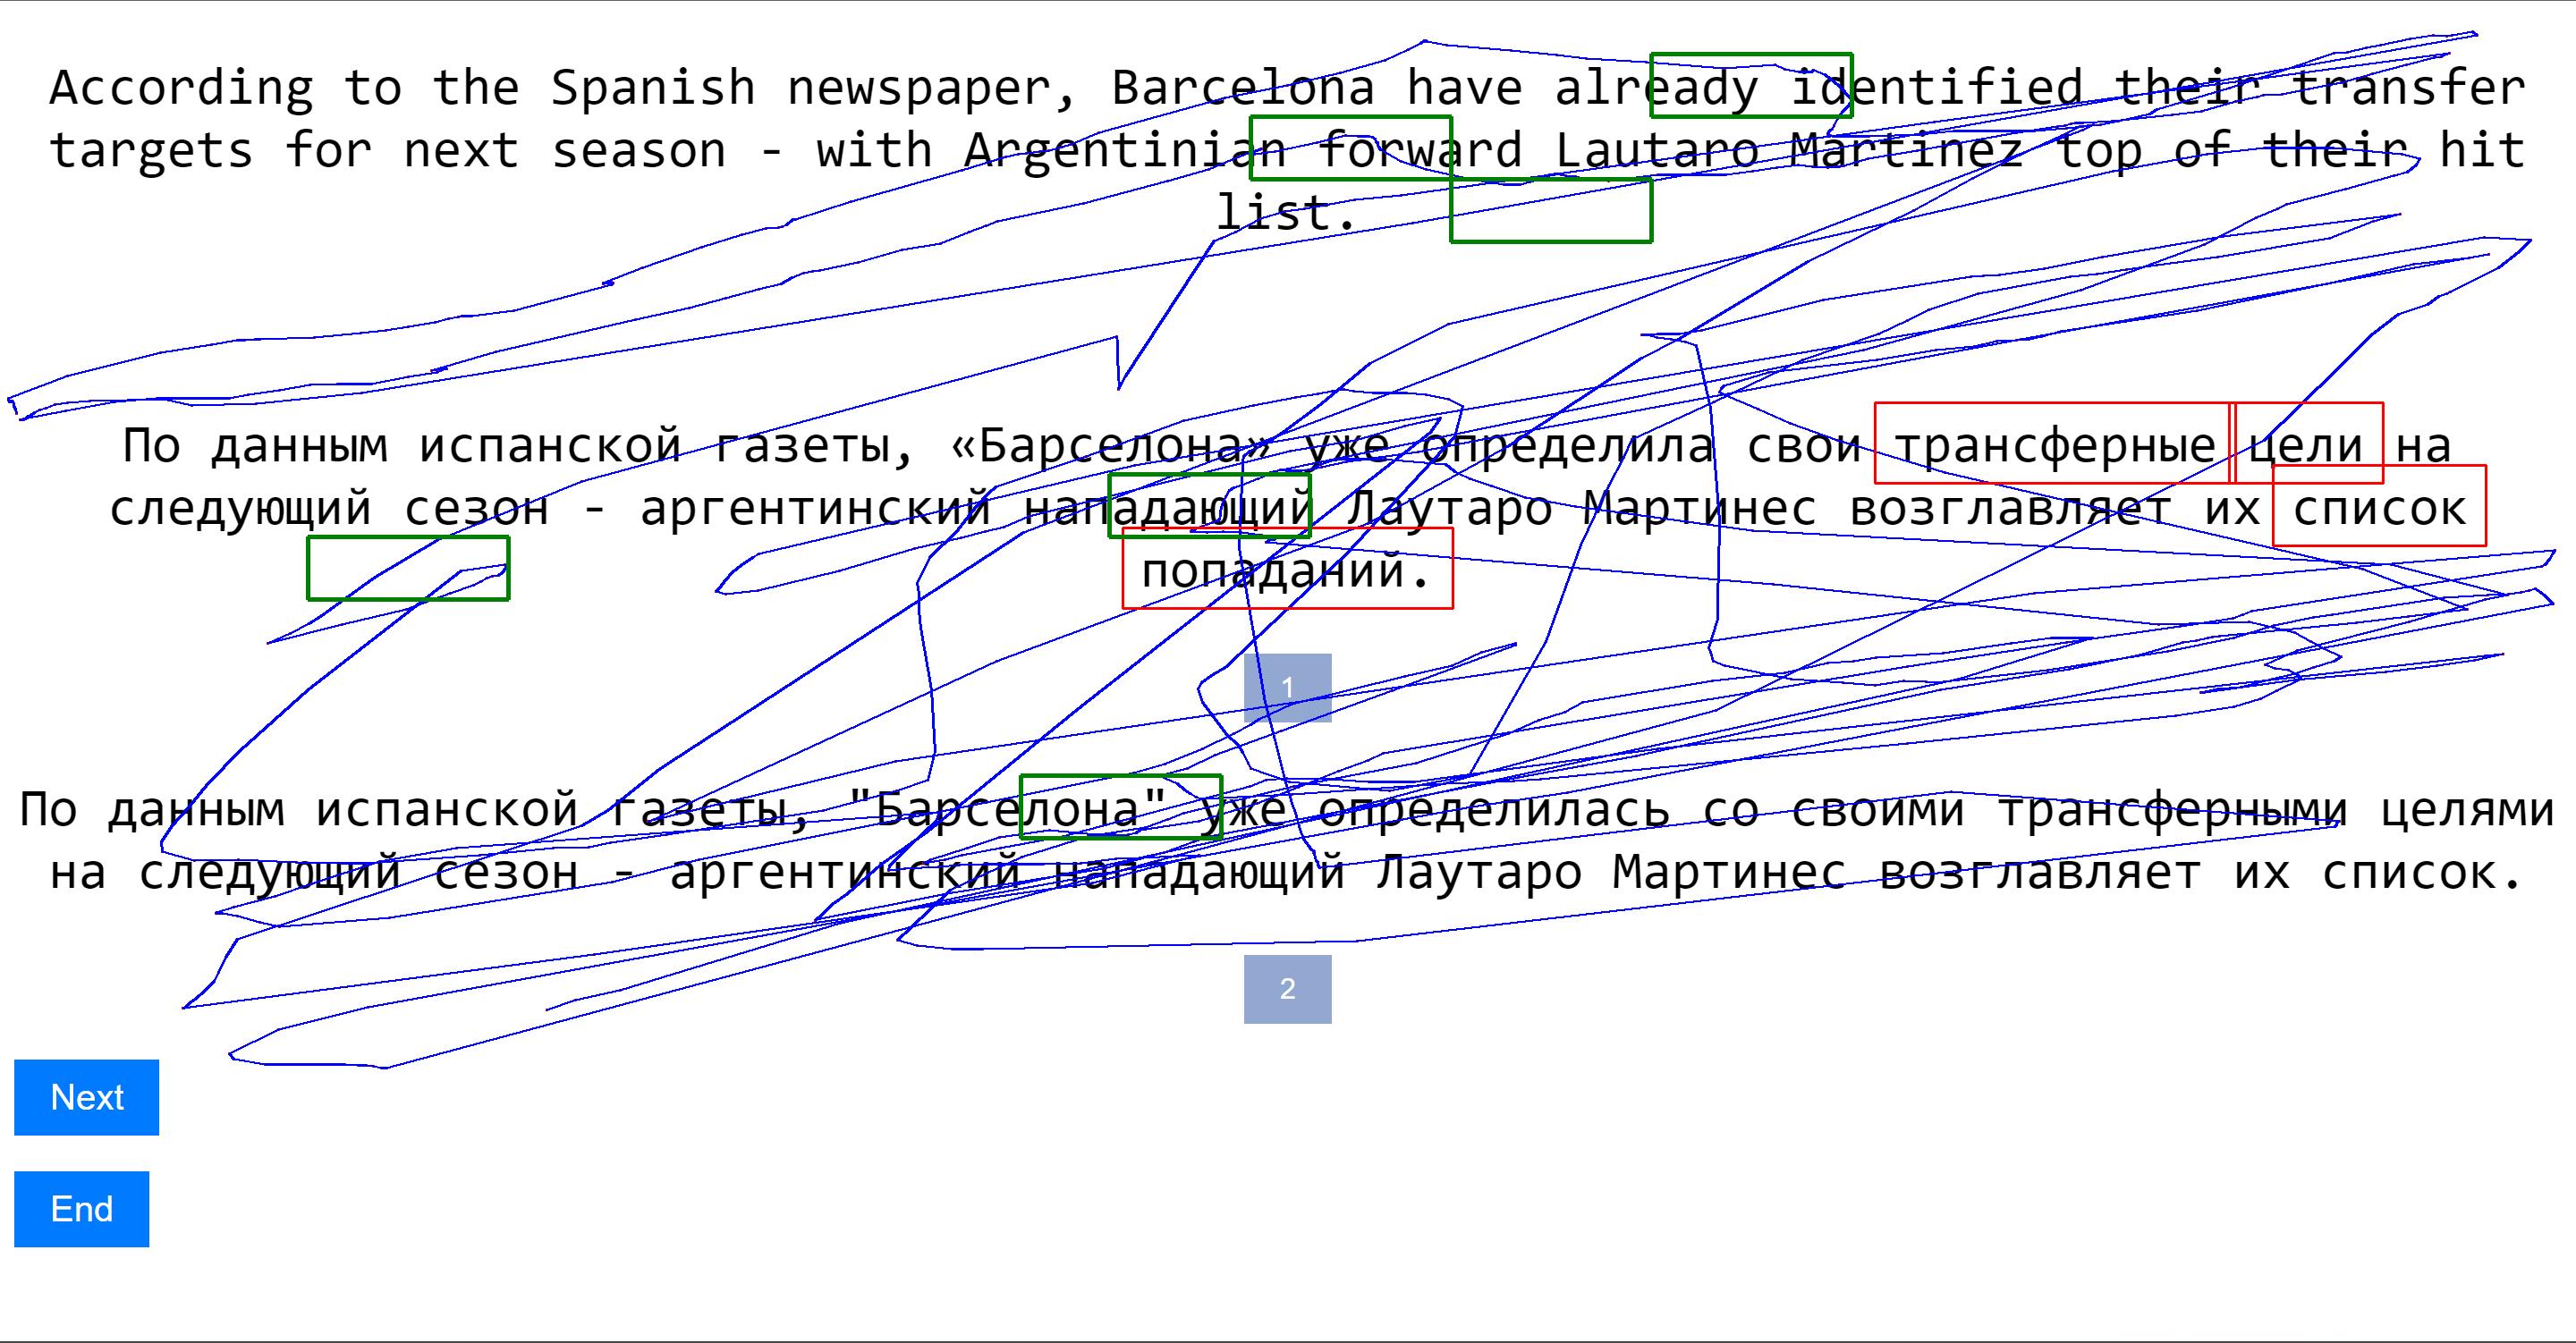 According to the Spanish newspaper, Barcelona have already identified their transfer
targets for next season - with Argentinian forward Lautaro Martinez top of their hit
list.
По данным испанской газеты, «Барселона» уже определила свои трансферные цели на
следующий сезон - аргентинский нападающий Лаутаро Мартинес возглавляет их список
попаданий.
1
По данным испанской газеты, "Барселона" уже определилась со своими трансферными целями
на следующий сезон - аргентинский нападающий Лаутаро Мартинес возглавляет их список.
2
Next
End